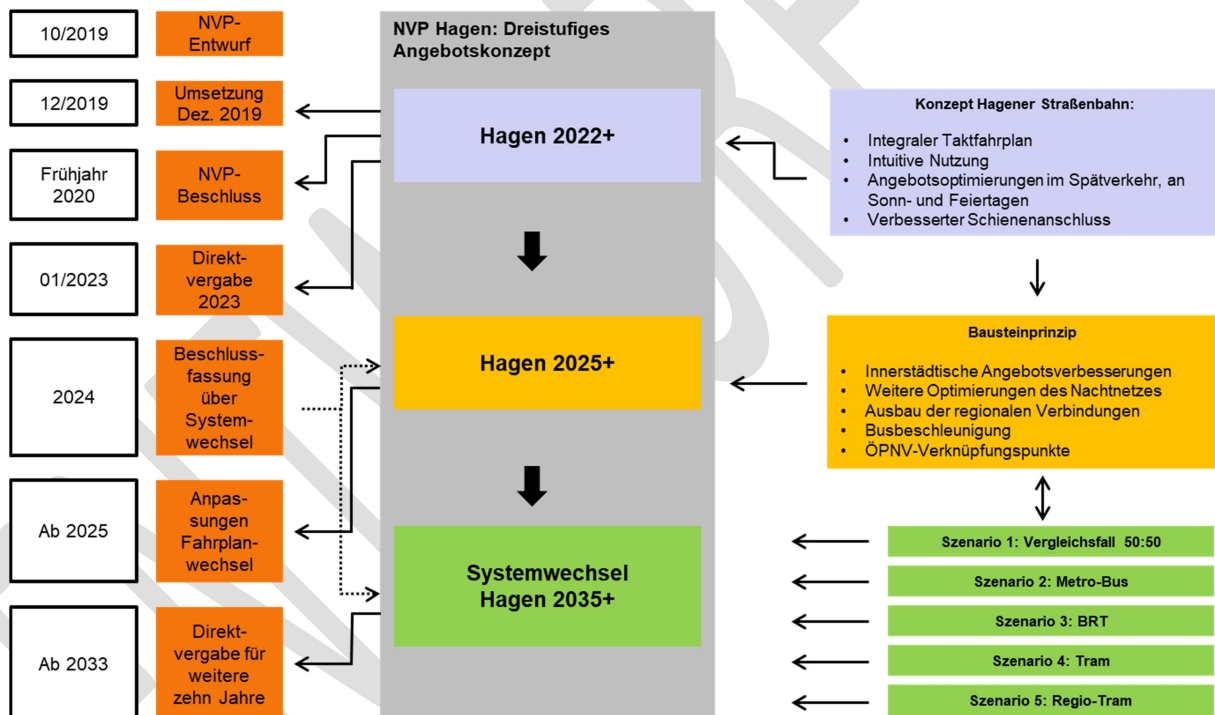 10/2019
NVP-
Entwurf
12/2019
Umsetzung
Dez. 2019
Frühjahr
2020
NVP-
Beschluss
01/2023
Direkt-
vergabe
2023
2024
Beschluss-
fassung
über
System-
wechsel
Ab 2025
Anpas-
sungen
Fahrplan-
wechsel
Ab 2033
Direkt-
vergabe für
weitere
zehn Jahre
NVP Hagen: Dreistufiges
Angebotskonzept
Hagen 2022+
Hagen 2025+
Systemwechsel
Hagen 2035+
Konzept Hagener Straßenbahn:
• Integraler Taktfahrplan
• Intuitive Nutzung
• Angebotsoptimierungen im Spätverkehr, an
Sonn- und Feiertagen
• Verbesserter Schienenanschluss
Bausteinprinzip
• Innerstädtische Angebotsverbesserungen
• Weitere Optimierungen des Nachtnetzes
• Ausbau der regionalen Verbindungen
• Busbeschleunigung
• ÖPNV-Verknüpfungspunkte
Szenario 1: Vergleichsfall 50:50
Szenario 2: Metro-Bus
Szenario 3: BRT
Szenario 4: Tram
Szenario 5: Regio-Tram